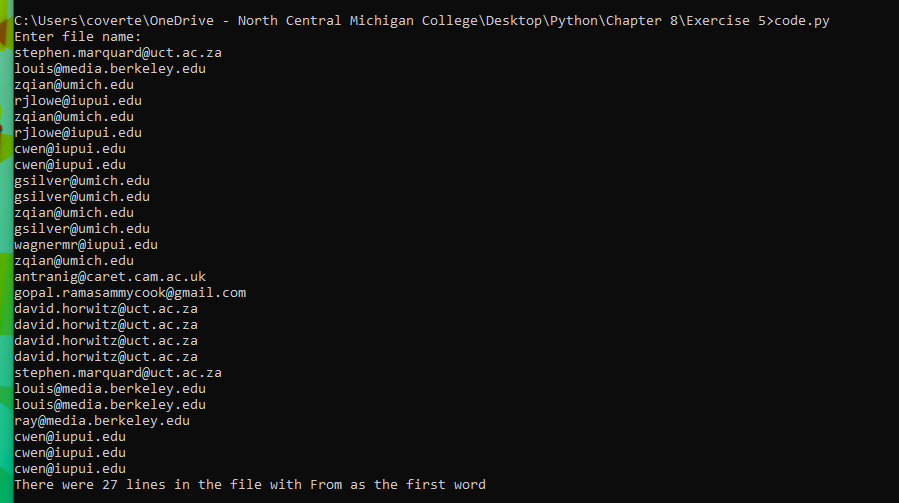 C:\Users\coverte\OneDrive - North Central Michigan College\Desktop\Python\Chapter 8\Exercise 5>code.py
Enter file name:
stephen.marquard@uct.ac.za
louis@media.berkeley.edu
zqian@umich.edu
rjlowe@iupui.edu
zqian@umich.edu
rjlowe@iupui.edu
cwen@iupui.edu
cwen@iupui.edu
gsilver@umich.edu
gsilver@umich.edu
zqian@umich.edu
gsilver@umich.edu
wagnermr@iupui.edu
zqian@umich.edu
antranig@caret.cam.ac.uk
gopal.ramasammycook@gmail.com
david.horwitz@uct.ac.za
david.horwitz@uct.ac.za
david.horwitz@uct.ac.za
david.horwitz@uct.ac.za
stephen.marquard@uct.ac.za
louis@media.berkeley.edu
louis@media.berkeley.edu
ray@media.berkeley.edu
cwen@iupui.edu
cwen@iupui.edu
cwen@iupui.edu
There were 27 lines in the file with From as the first word